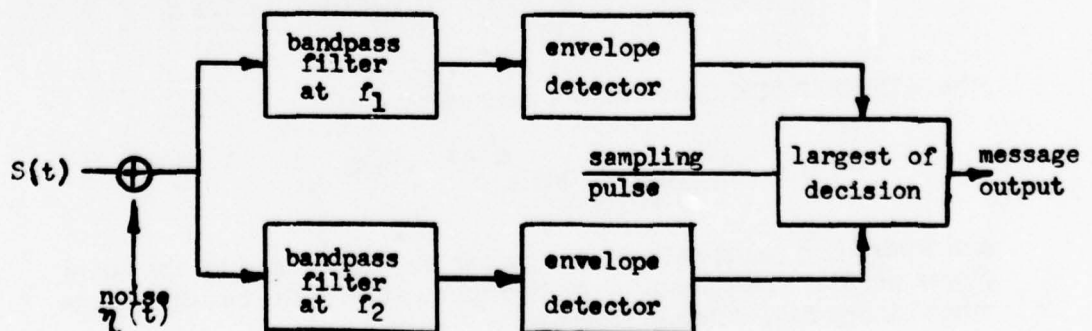 bandpass
filter
at f₁
envelope
detector
S(t)
sampling
pulse
largest of
decision
message
output
noise
η(t)
bandpass
filter
at f₂
envelope
detector